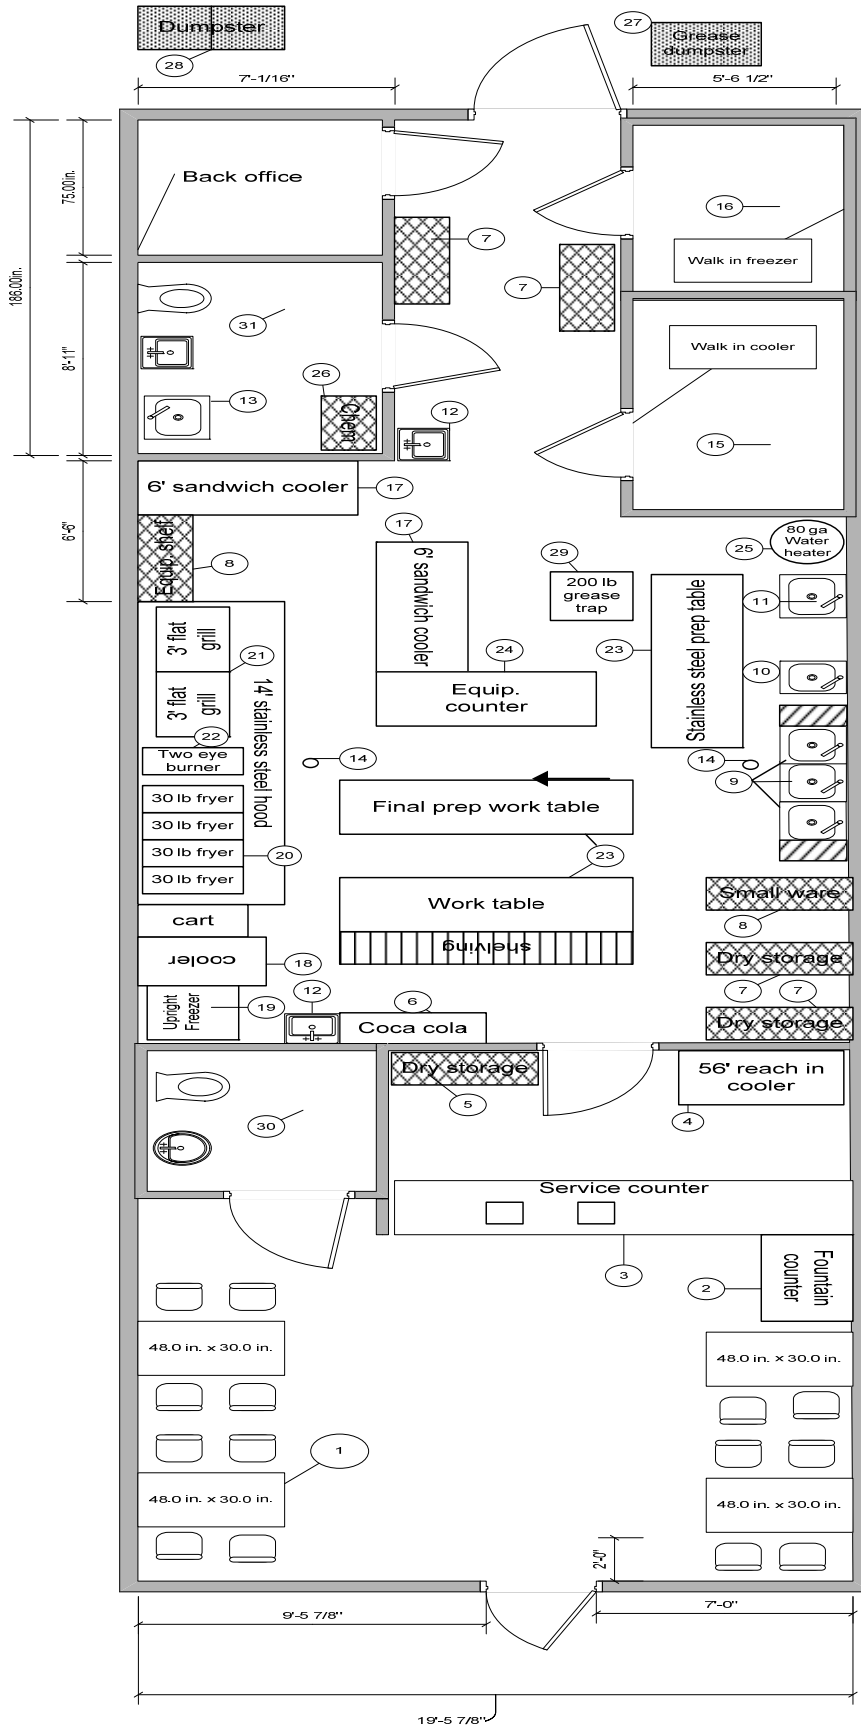 Dumpster
27
Grease
dumpster
28
7'-1/16"
5'-6 1/2"
75.00in.
186.00in.
Back office
7
16
Walk in freezer
7
31
8'-11"
Walk in cooler
26
13
Chem
12
15
6' sandwich cooler
17
17
6'-6"
Equip. shelf
8
6' sandwich cooler
29
200 lb
grease
trap
25
80 ga
Water
heater
11
3' flat
grill
21
24
23
Stainless steel prep table
10
3' flat
grill
14' stainless steel hood
Equip.
counter
22
Two eye
burner
14
14
9
30 lb fryer
30 lb fryer
30 lb fryer
30 lb fryer
20
Final prep work table
23
Work table
Small ware
8
cart
shelving
cooler
18
Dry storage
7
7
Upright
Freezer
19
12
6
Coca cola
Dry storage
Dry storage
5
56' reach in
cooler
4
30
Service counter
3
2
Fountain
counter
48.0 in. x 30.0 in.
48.0 in. x 30.0 in.
1
48.0 in. x 30.0 in.
48.0 in. x 30.0 in.
2'-0"
9'-5 7/8"
7'-0"
19'-5 7/8"